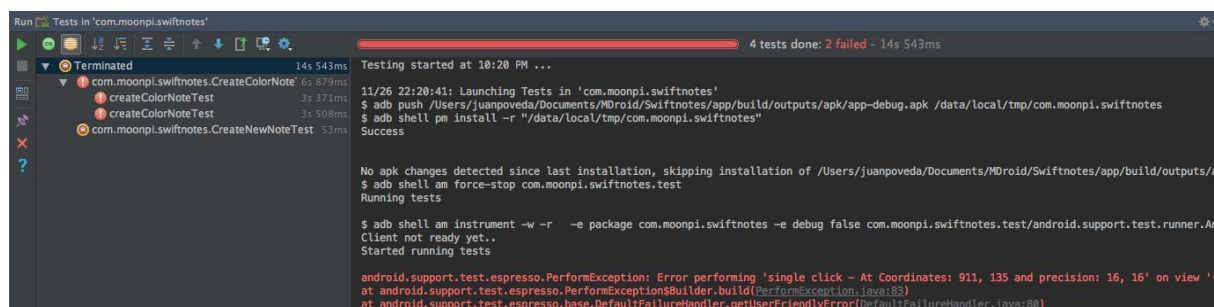 Run Tests in 'com.moonpi.swiftnotes'
4 tests done: 2 failed – 14s 543ms
Terminated 14s 543ms
com.moonpi.swiftnotes.CreateColorNote 6s 879ms
createColorNoteTest 3s 371ms
createColorNoteTest 3s 508ms
com.moonpi.swiftnotes.CreateNewNoteTest 53ms
Testing started at 10:20 PM ...
11/26 22:20:41: Launching Tests in 'com.moonpi.swiftnotes'
$ adb push /Users/juanpoveda/Documents/MDroid/Swiftnotes/app/build/outputs/apk/app-debug.apk /data/local/tmp/com.moonpi.swiftnotes
$ adb shell pm install -r "/data/local/tmp/com.moonpi.swiftnotes"
Success
No apk changes detected since last installation, skipping installation of /Users/juanpoveda/Documents/MDroid/Swiftnotes/app/build/outputs/
$ adb shell am force-stop com.moonpi.swiftnotes.test
Running tests
$ adb shell am instrument -w -r -e package com.moonpi.swiftnotes -e debug false com.moonpi.swiftnotes.test/android.support.test.runner.An
Client not ready yet..
Started running tests
android.support.test.espresso.PerformException: Error performing 'single click - At Coordinates: 911, 135 and precision: 16, 16' on view '
at android.support.test.espresso.PerformException$Builder.build(PerformException.java:83)
at android.support.test.espresso.base.DefaultFailureHandler.getUserFriendlyError(DefaultFailureHandler.java:80)